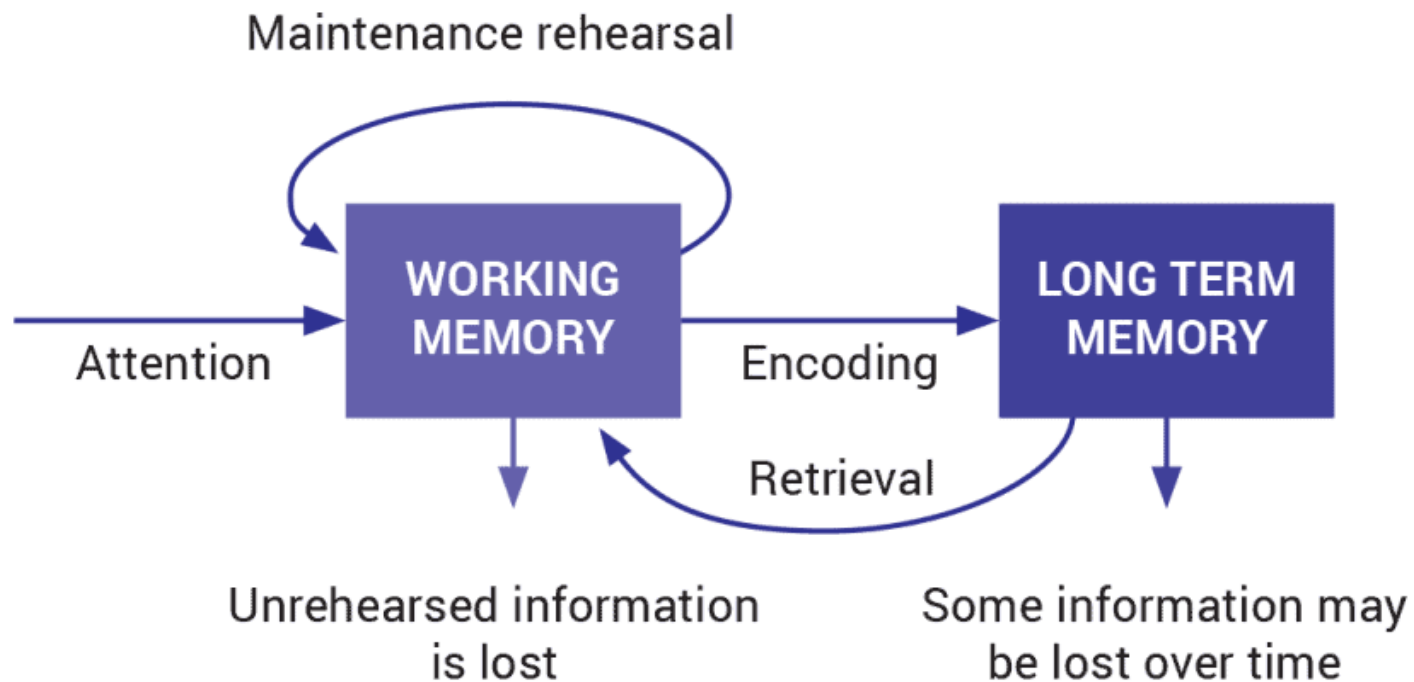 Maintenance rehearsal
WORKING
MEMORY
LONG TERM
MEMORY
Attention
Encoding
Retrieval
Unrehearsed information
is lost
Some information may
be lost over time